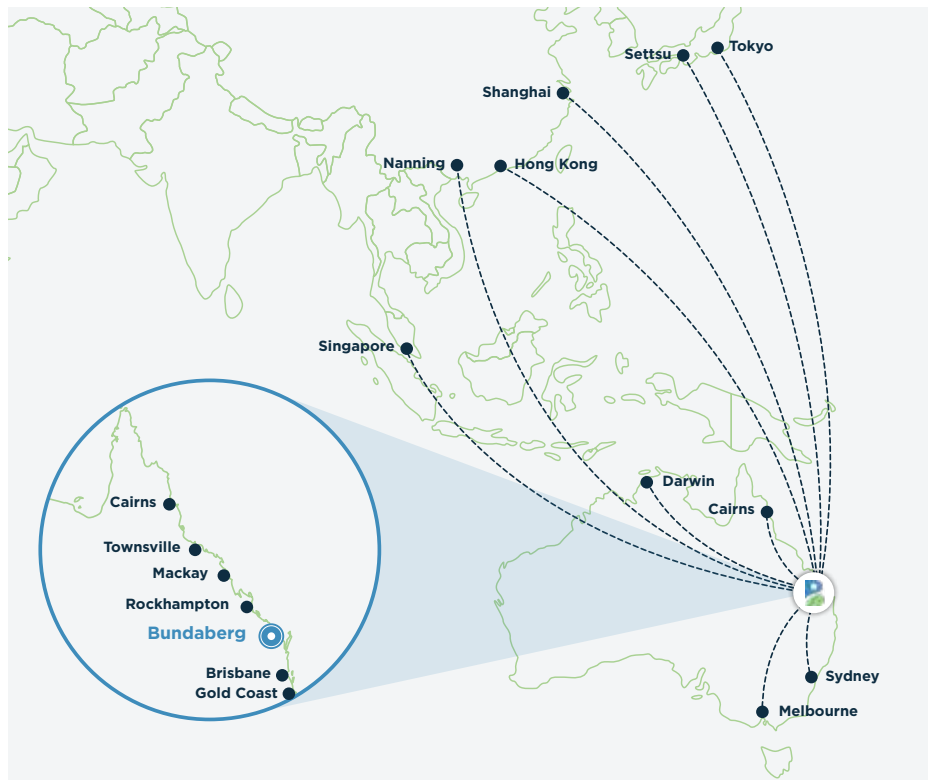 Tokyo
Settsu
Shanghai
Nanning
Hong Kong
Singapore
Darwin
Cairns
Cairns
Townsville
Mackay
Rockhampton
Bundaberg
Brisbane
Gold Coast
Sydney
Melbourne
B